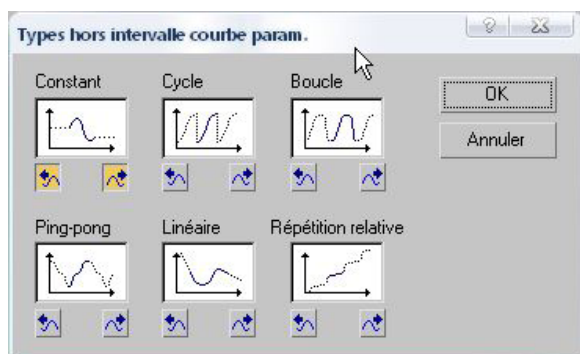 Types hors intervalle courbe param.
Constant
Cycle
Boucle
OK
Annuler
Ping-pong
Linéaire
Répétition relative